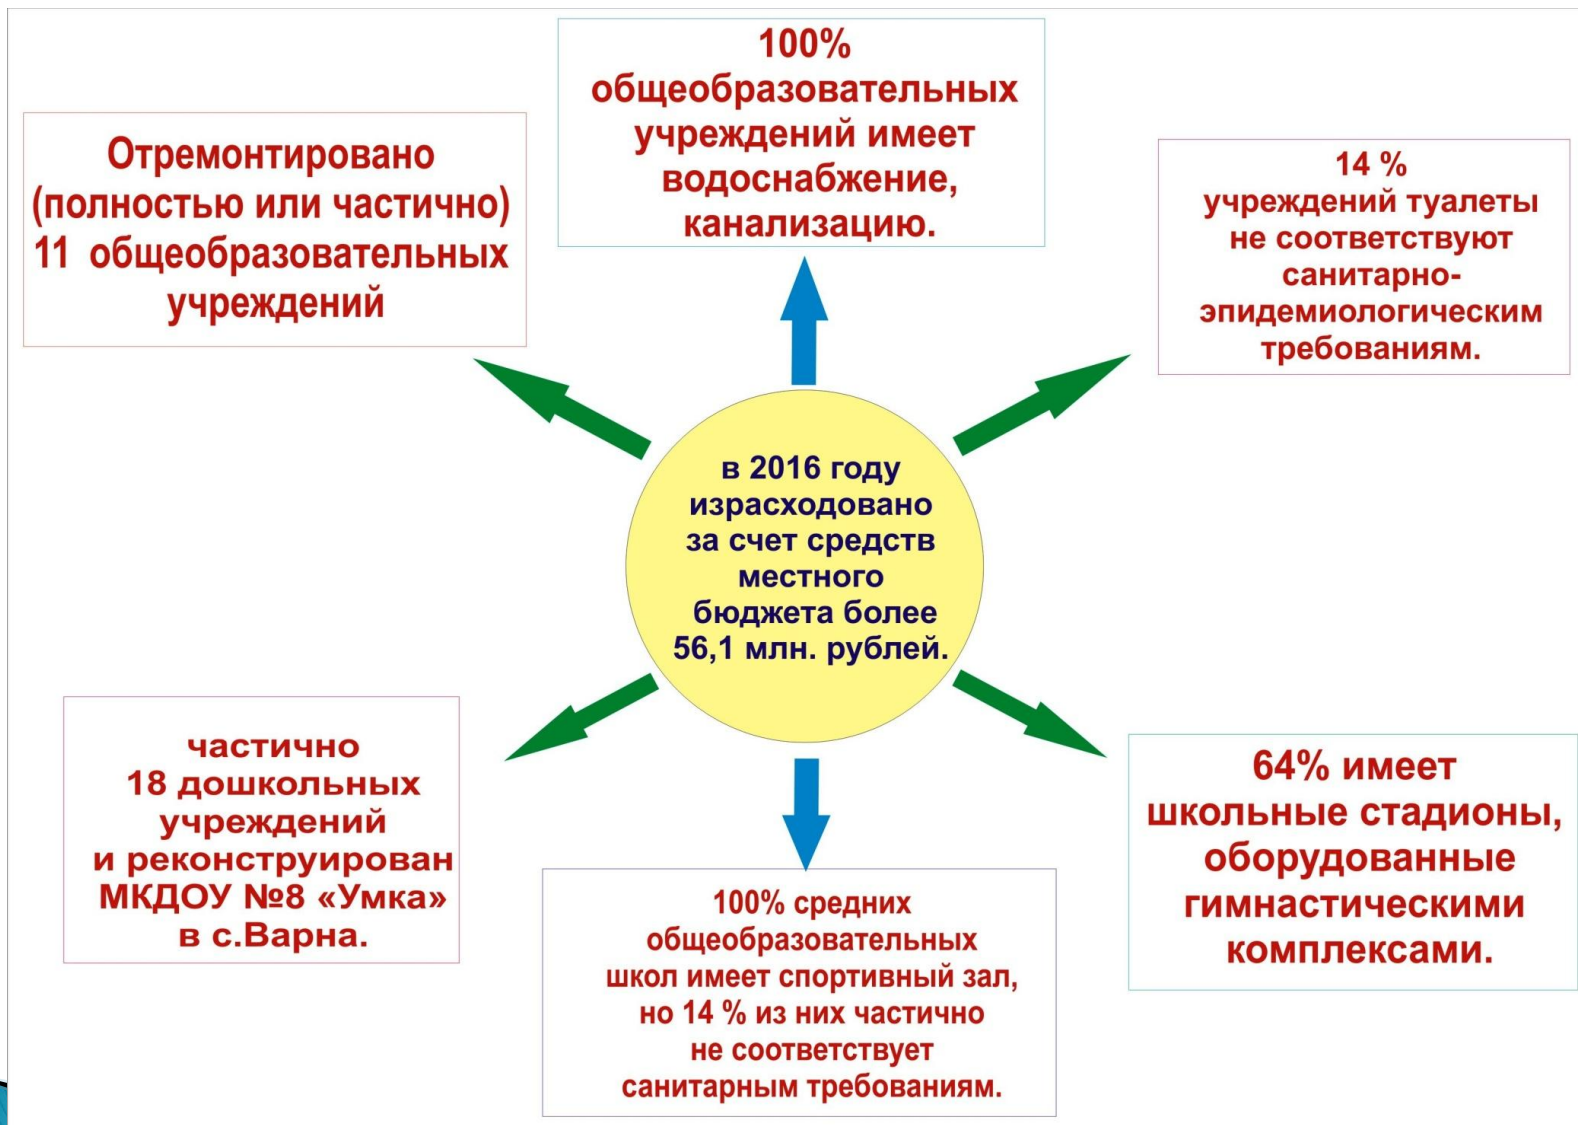 100%
общеобразовательных
учреждений имеет
водоснабжение,
канализацию.
Отремонтировано
(полностью или частично)
11 общеобразовательных
учреждений
14 %
учреждений туалеты
не соответствуют
санитарно-
эпидемиологическим
требованиям.
в 2016 году
израсходовано
за счет средств
местного
бюджета более
56,1 млн. рублей.
частично
18 дошкольных
учреждений
и реконструирован
МКДОУ №8 «Умка»
в с.Варна.
100% средних
общеобразовательных
школ имеет спортивный зал,
но 14 % из них частично
не соответствует
санитарным требованиям.
64% имеет
школьные стадионы,
оборудованные
гимнастическими
комплексами.